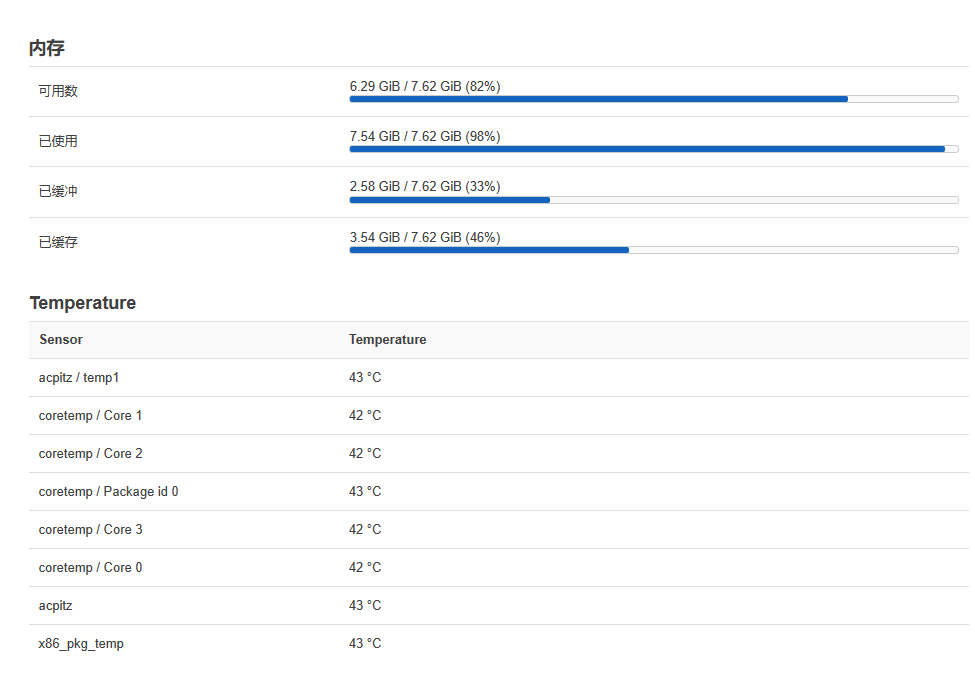 内存
可用数 6.29 GiB / 7.62 GiB (82%)
已使用 7.54 GiB / 7.62 GiB (98%)
已缓冲 2.58 GiB / 7.62 GiB (33%)
已缓存 3.54 GiB / 7.62 GiB (46%)
Temperature
Sensor Temperature
acpitz / temp1 43 °C
coretemp / Core 1 42 °C
coretemp / Core 2 42 °C
coretemp / Package id 0 43 °C
coretemp / Core 3 42 °C
coretemp / Core 0 42 °C
acpitz 43 °C
x86_pkg_temp 43 °C